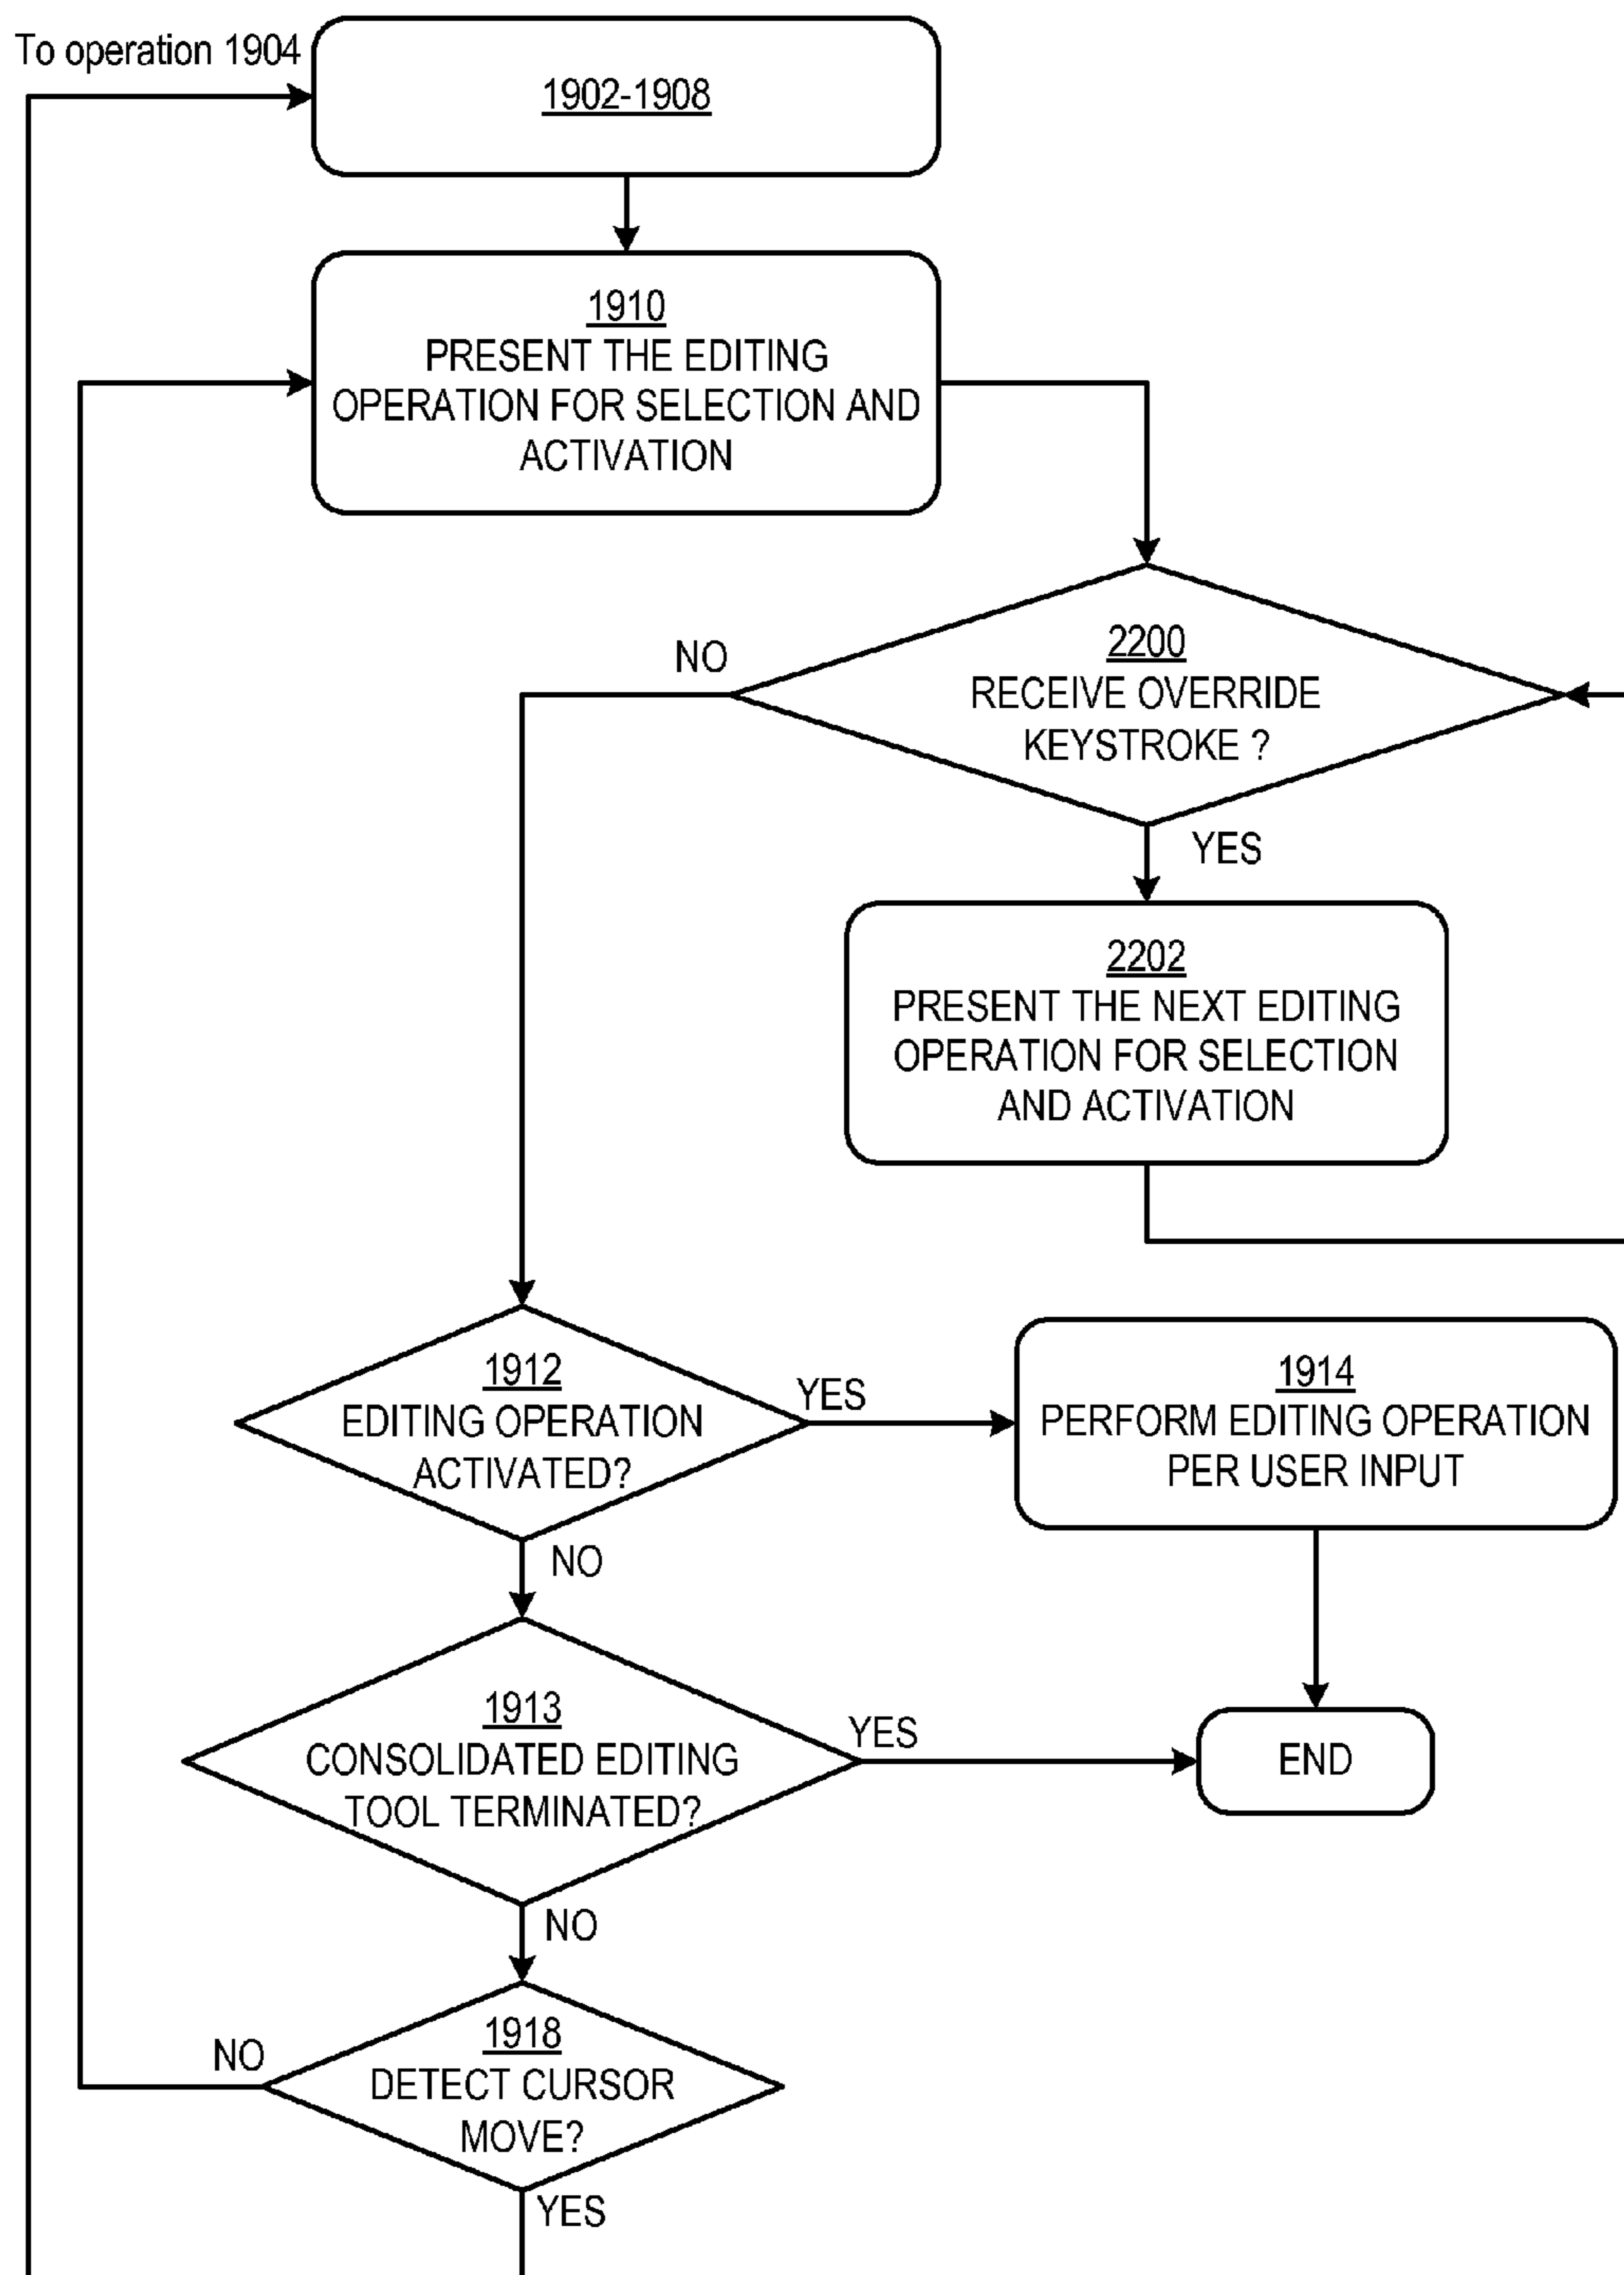 To operation 1904
1902-1908
1910
PRESENT THE EDITING
OPERATION FOR SELECTION AND
ACTIVATION
NO
2200
RECEIVE OVERRIDE
KEYSTROKE ?
YES
2202
PRESENT THE NEXT EDITING
OPERATION FOR SELECTION
AND ACTIVATION
1912
EDITING OPERATION
ACTIVATED?
YES
1914
PERFORM EDITING OPERATION
PER USER INPUT
NO
1913
CONSOLIDATED EDITING
TOOL TERMINATED?
YES
END
NO
1918
DETECT CURSOR
MOVE?
NO
YES